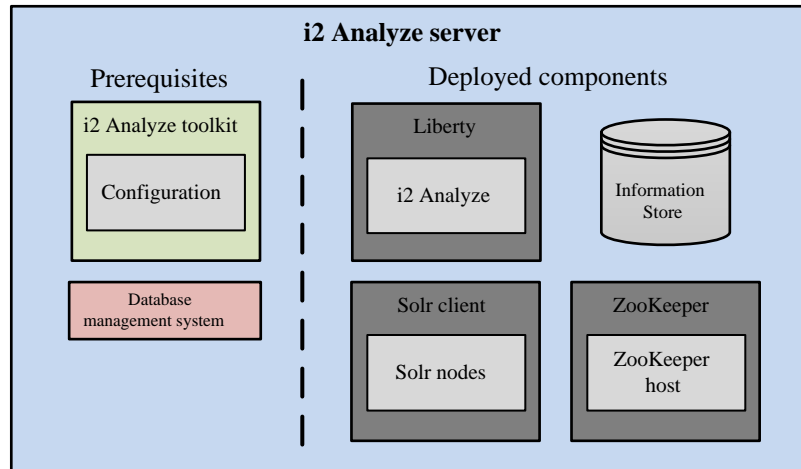 i2 Analyze server
Prerequisites
Deployed components
i2 Analyze toolkit
Configuration
Database
management system
Liberty
i2 Analyze
Information
Store
Solr client
Solr nodes
ZooKeeper
ZooKeeper
host